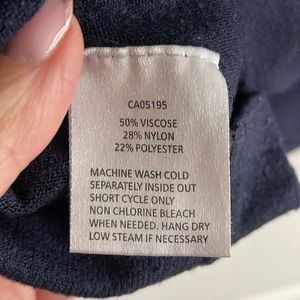 CA05195
50% VISCOSE
28% NYLON
22% POLYESTER
MACHINE WASH COLD
SEPARATELY INSIDE OUT
SHORT CYCLE ONLY
NON CHLORINE BLEACH
WHEN NEEDED. HANG DRY
LOW STEAM IF NECESSARY